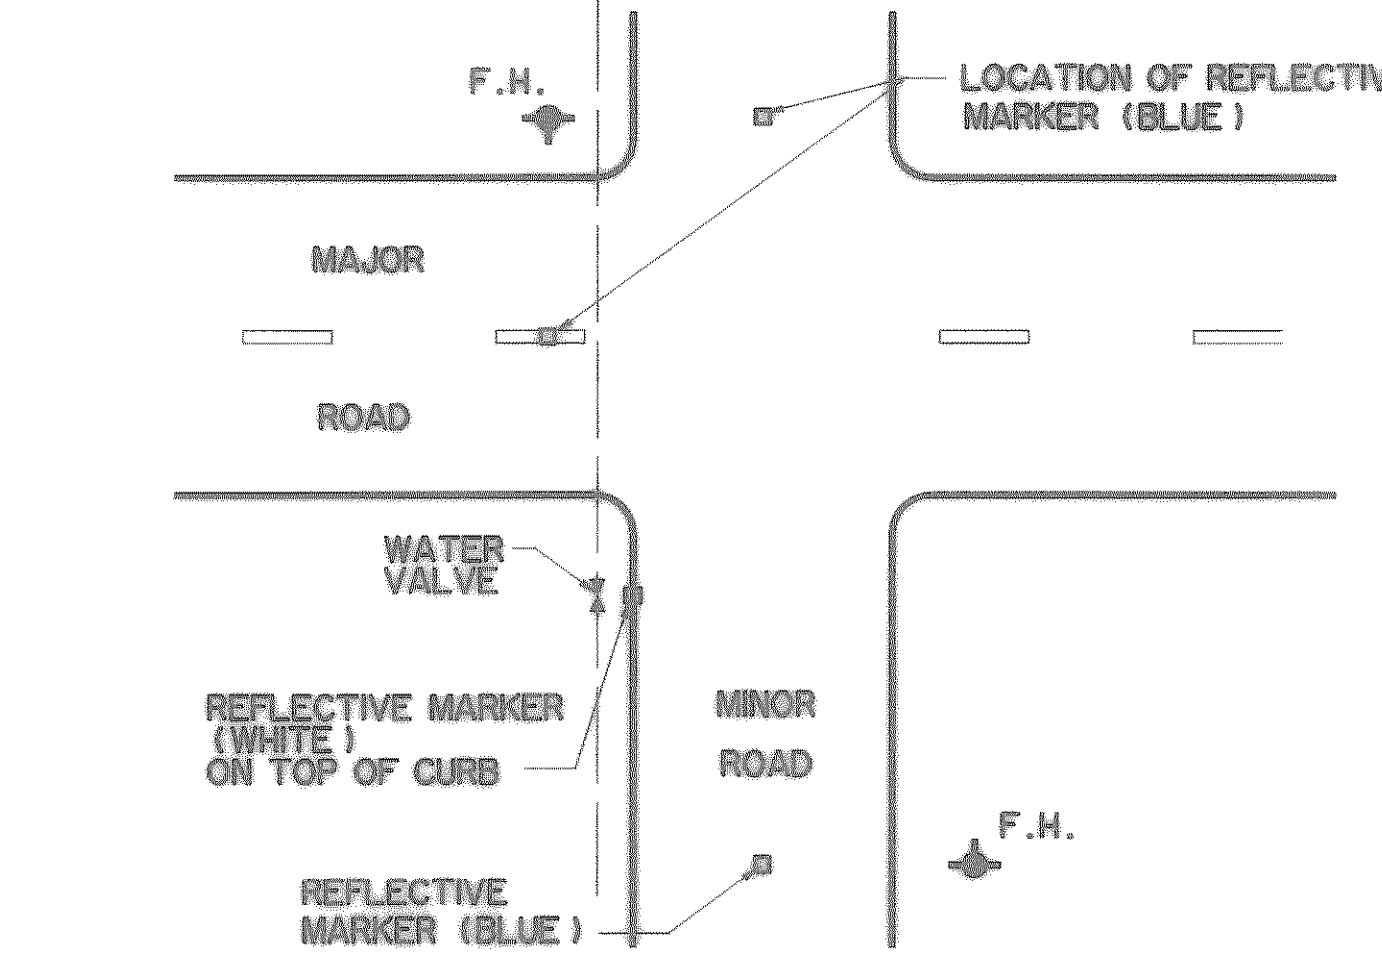 F.H.
LOCATION OF REFLECTIV
MARKER (BLUE)
MAJOR
ROAD
WATER
VALVE
REFLECTIVE MARKER
(WHITE)
ON TOP OF CURB
MINOR
ROAD
F.H.
REFLECTIVE
MARKER (BLUE)